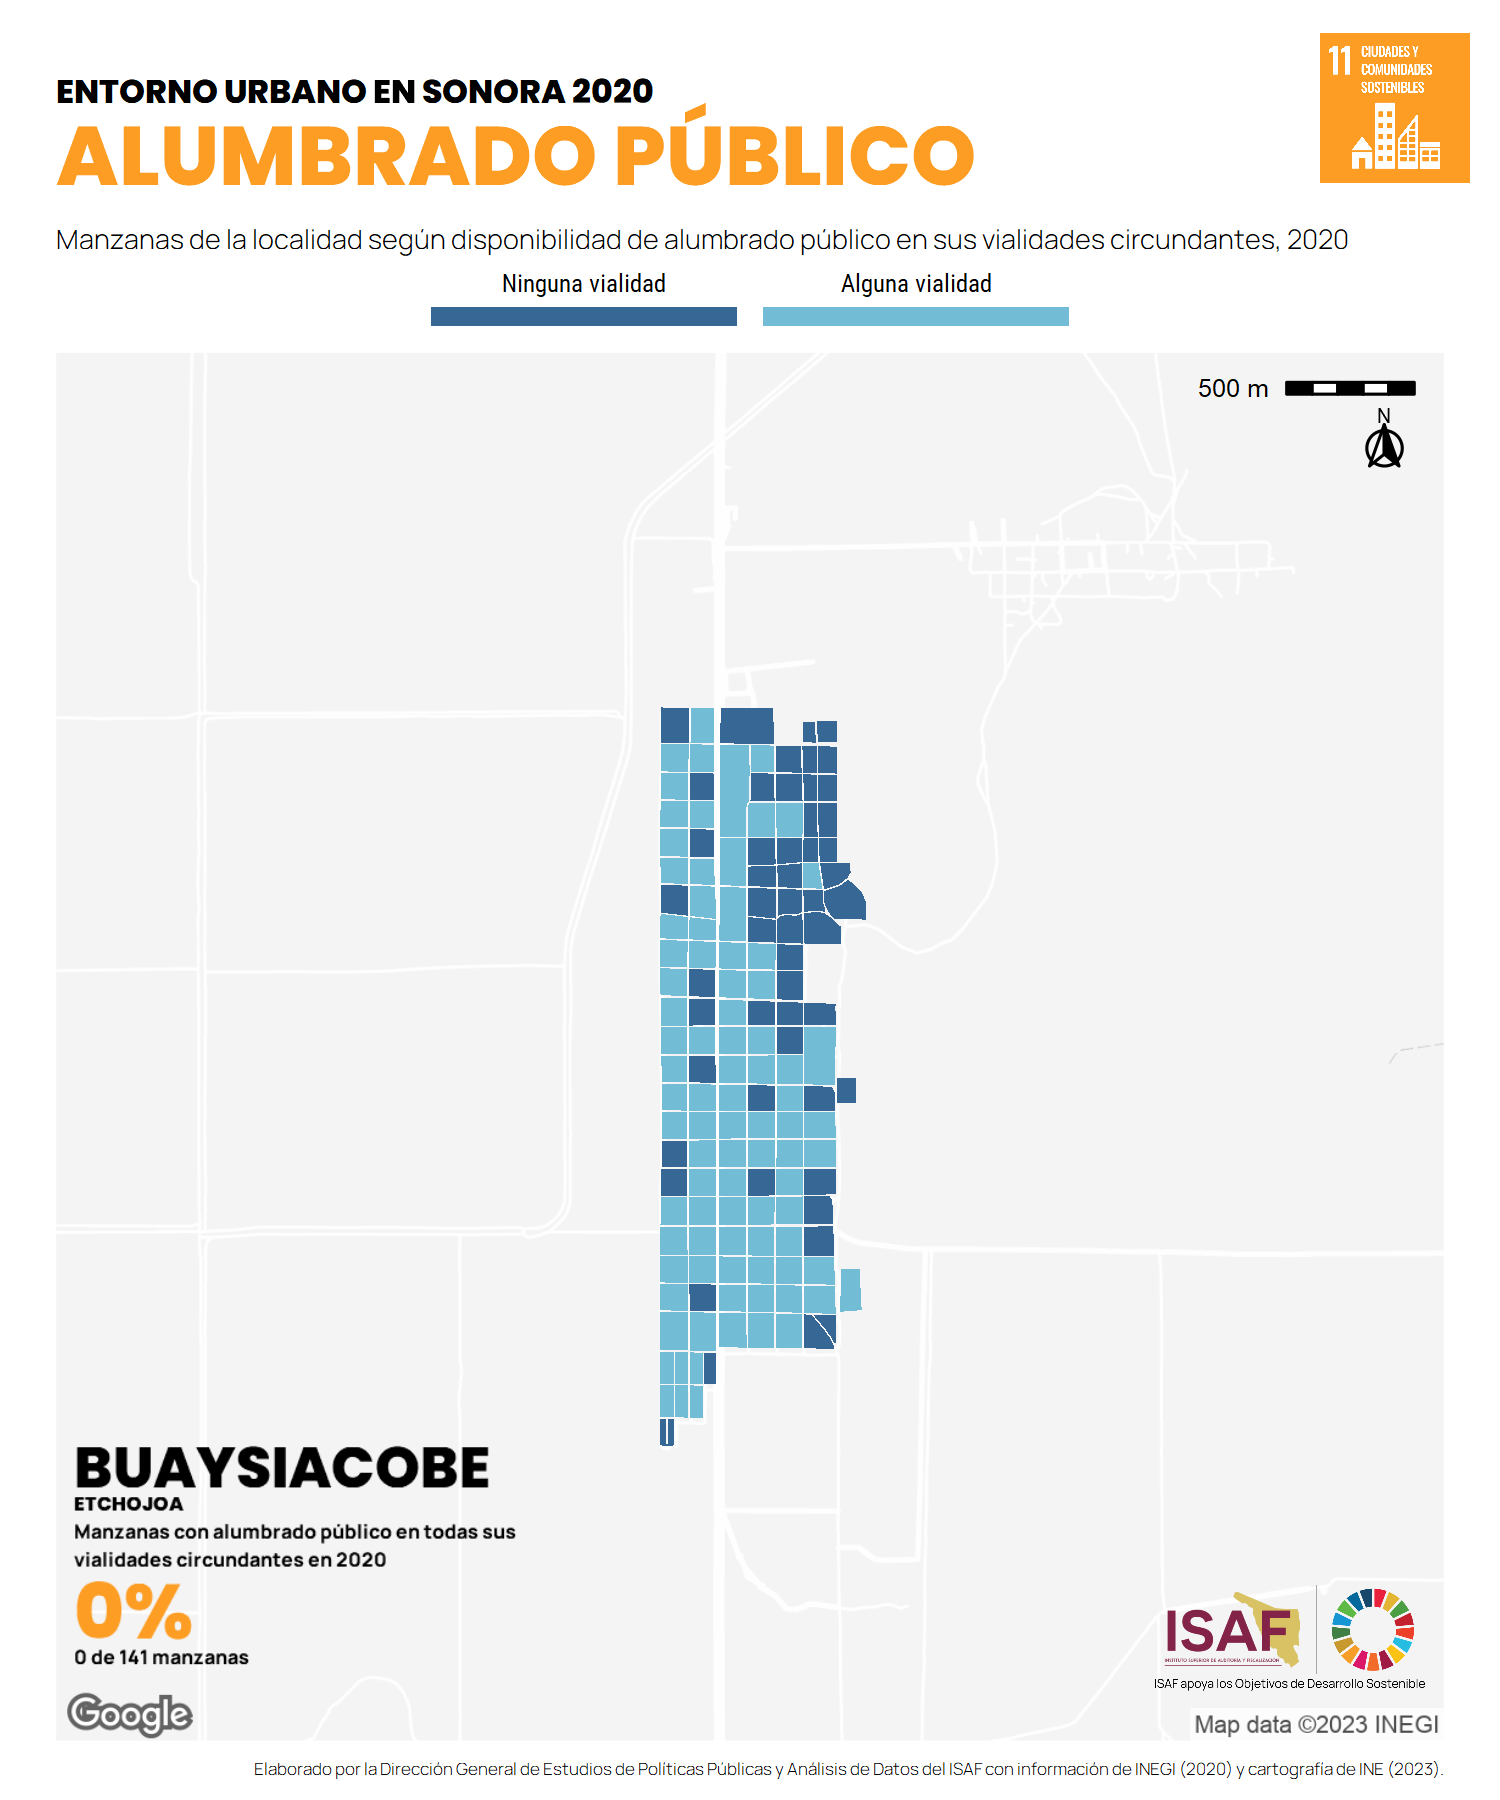 11 CIUDADES Y
COMUNIDADES
SOSTENIBLES
ENTORNO URBANO EN SONORA 2020
ALUMBRADO PÚBLICO
Manzanas de la localidad según disponibilidad de alumbrado público en sus vialidades circundantes, 2020
Ninguna vialidad
Alguna vialidad
500 m
N
BUAYSIACOBE
ETCHOJOA
Manzanas con alumbrado público en todas sus
vialidades circundantes en 2020
0%
0 de 141 manzanas
Google
ISAF
INSTITUTO SUPERIOR DE AUDITORÍA Y FISCALIZACIÓN
ISAF apoya los Objetivos de Desarrollo Sostenible
Map data ©2023 INEGI
Elaborado por la Dirección General de Estudios de Políticas Públicas y Análisis de Datos del ISAF con información de INEGI (2020) y cartografía de INE (2023).